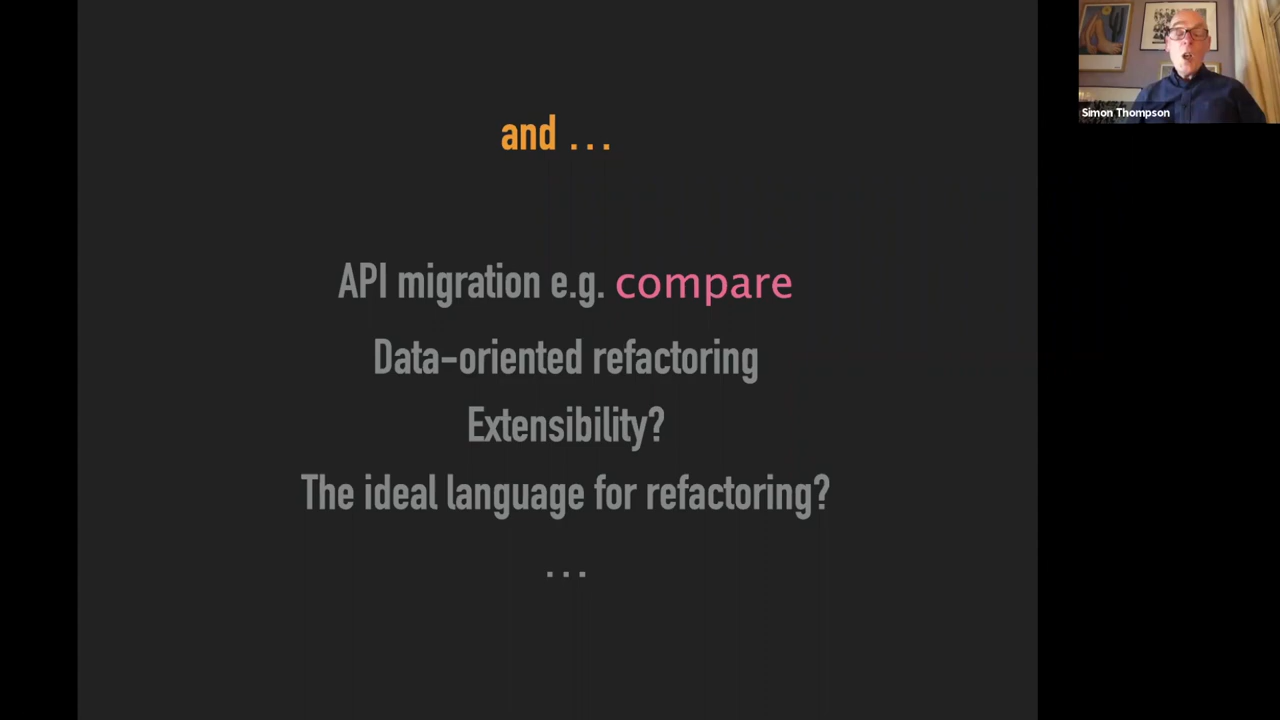 and ...
API migration e.g. compare
Data-oriented refactoring
Extensibility?
The ideal language for refactoring?
...
Simon Thompson